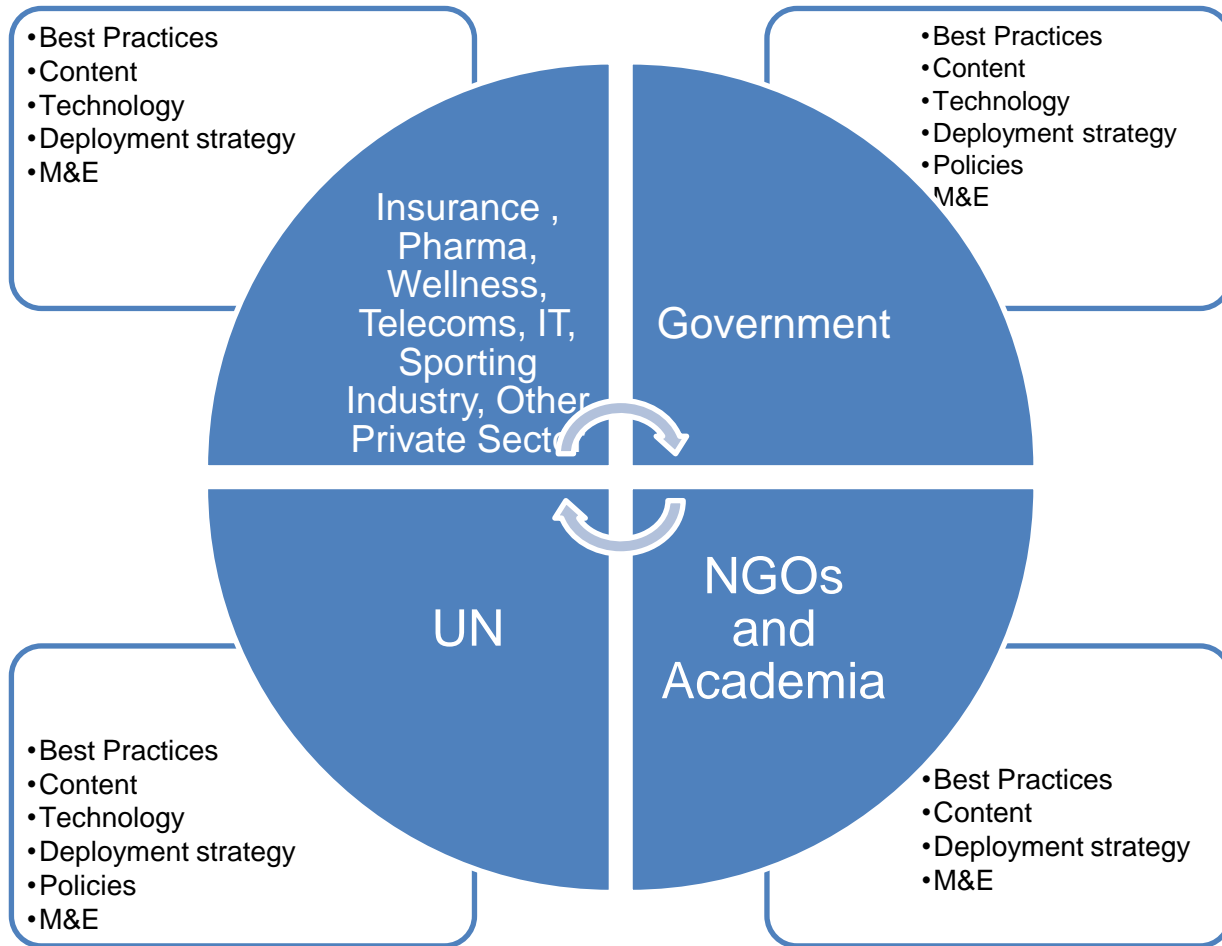 •Best Practices
•Content
•Technology
•Deployment strategy
•M&E
•Best Practices
•Content
•Technology
•Deployment strategy
•Policies
•M&E
Insurance ,
Pharma,
Wellness,
Telecoms, IT,
Sporting
Industry, Other
Private Sector
Government
UN
NGOs
and
Academia
•Best Practices
•Content
•Technology
•Deployment strategy
•Policies
•M&E
•Best Practices
•Content
•Deployment strategy
•M&E